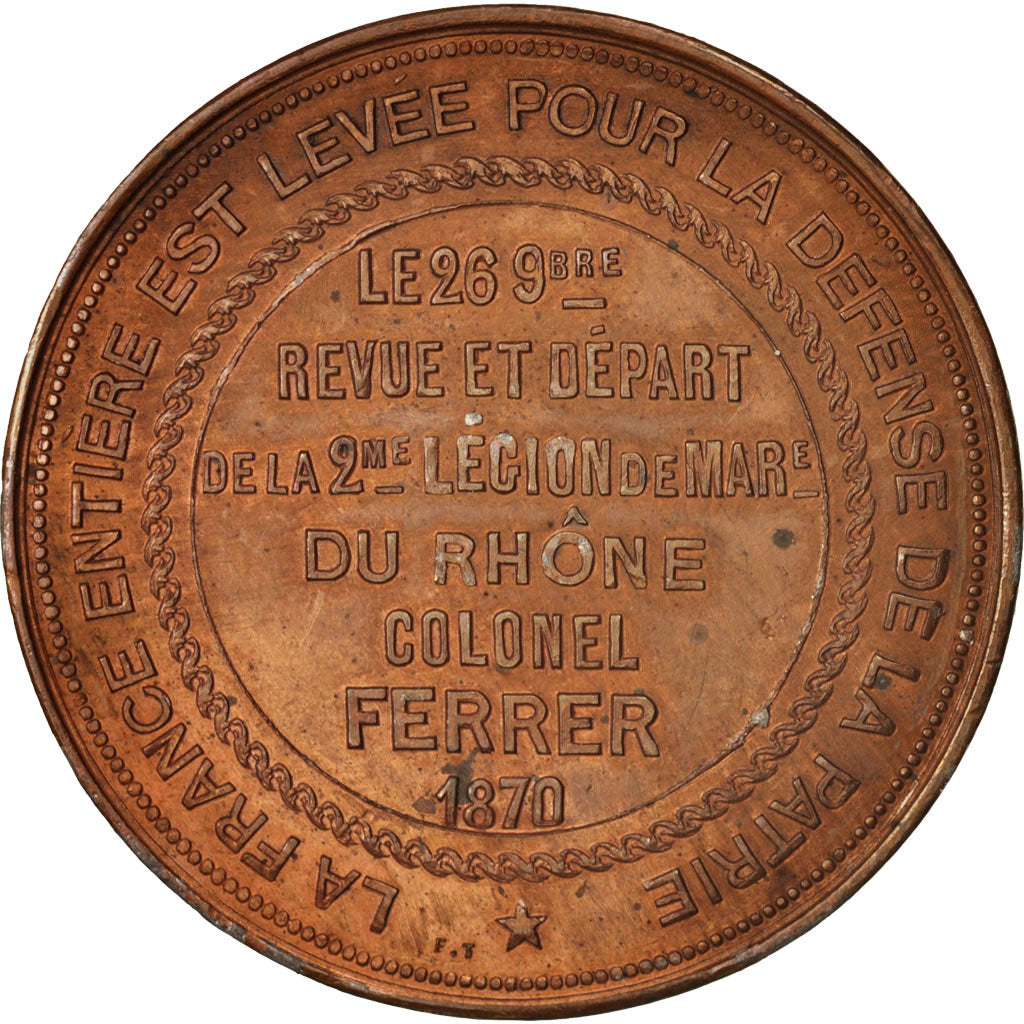 LA FRANCE ENTIERE EST LEVÉE POUR LA DEFENSE DE LA PATRIE
LE 26 9BRE
REVUE ET DÉPART
DE LA 2ME LÉGION DE MARE
DU RHÔNE
COLONEL
FERRER
1870
F.T